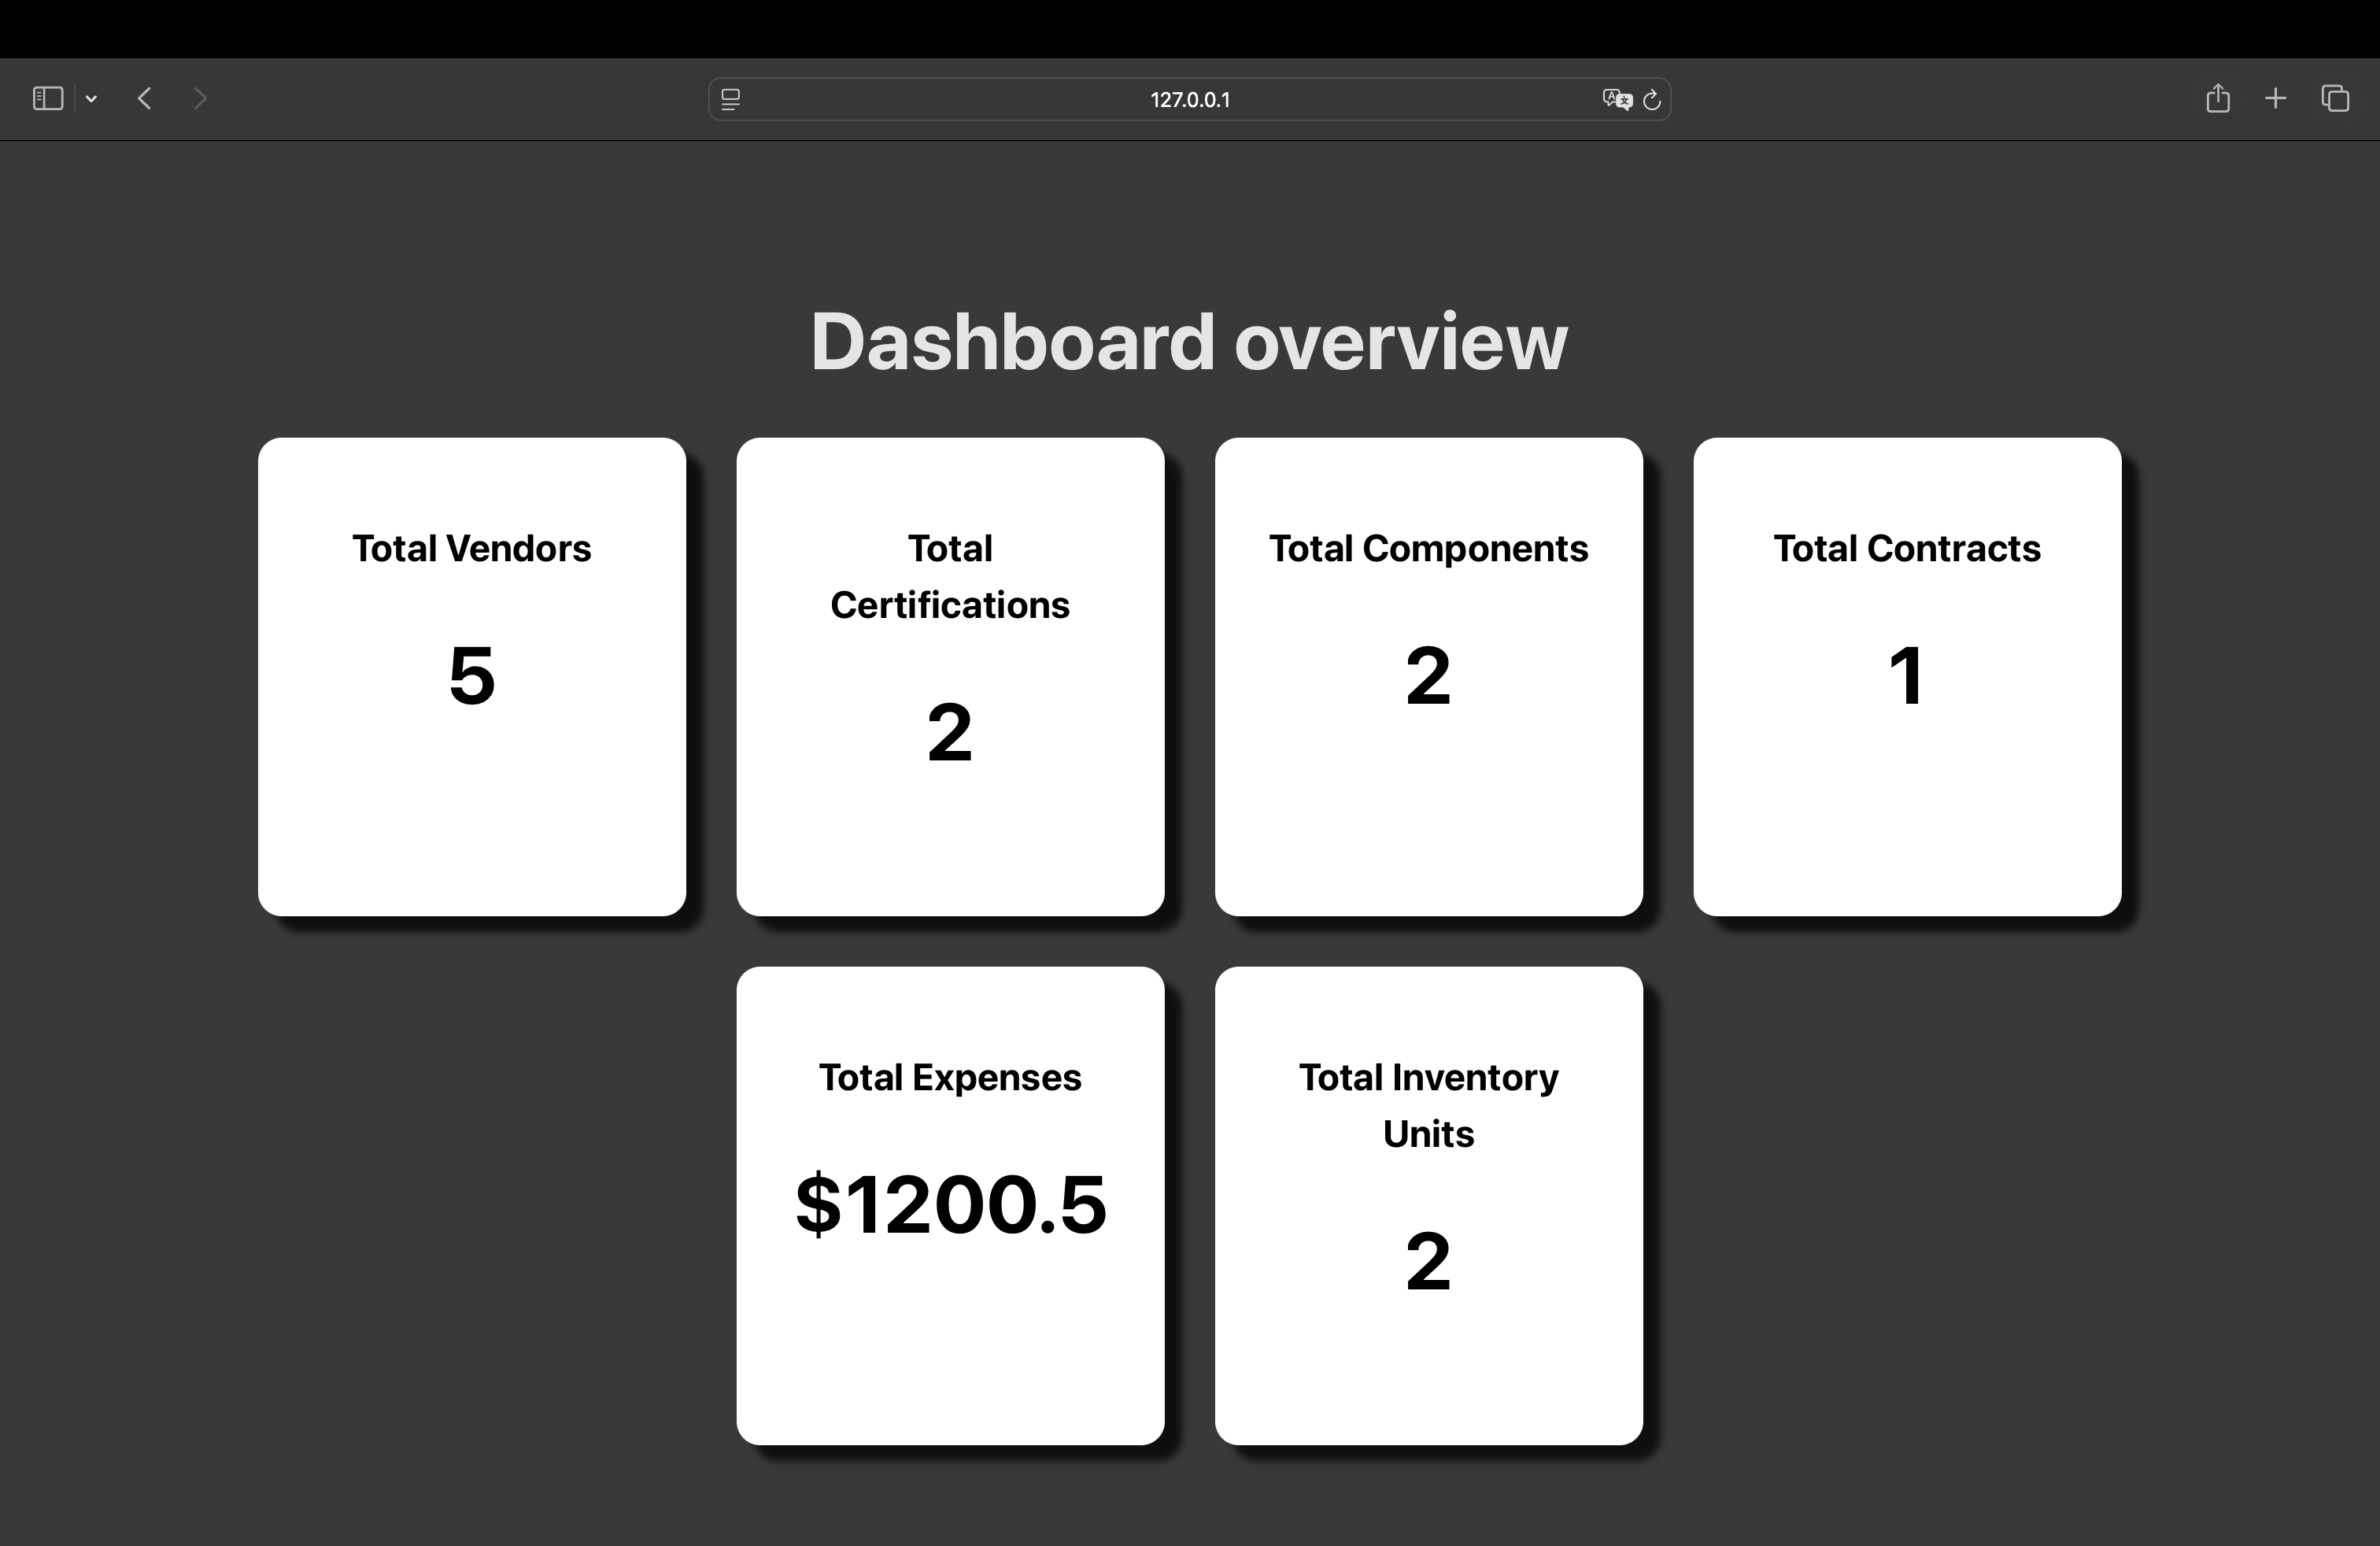 127.0.0.1
Dashboard overview
Total Vendors
5
Total
Certifications
2
Total Components
2
Total Contracts
1
Total Expenses
$1200.5
Total Inventory
Units
2